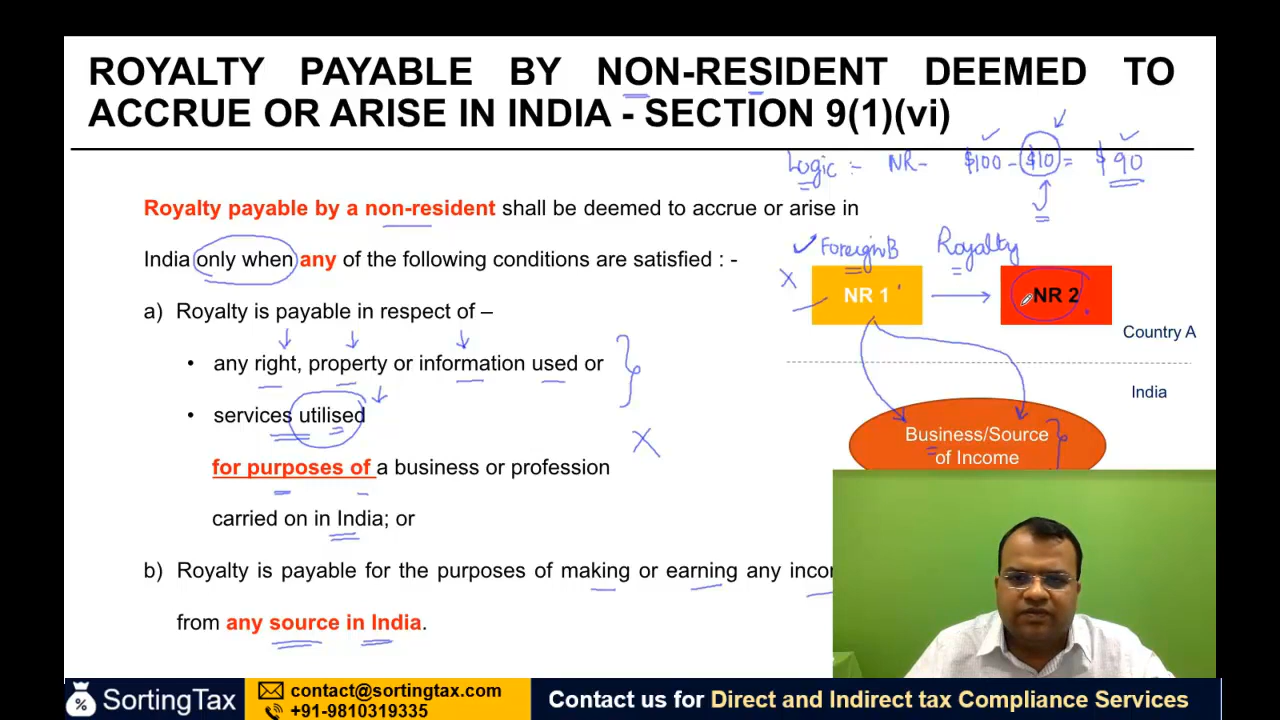 ROYALTY PAYABLE BY NON-RESIDENT DEEMED TO
ACCRUE OR ARISE IN INDIA - SECTION 9(1)(vi)
Logic :- NR- $100 - $10 = $90
Royalty payable by a non-resident shall be deemed to accrue or arise in
India only when any of the following conditions are satisfied : -
a) Royalty is payable in respect of –
• any right, property or information used or
• services utilised
for purposes of a business or profession
carried on in India; or
b) Royalty is payable for the purposes of making or earning any
from any source in India.
Foreign B
Royalty
NR 1
NR 2
Country A
India
Business/Source
of Income
SortingTax
contact@sortingtax.com
+91-9810319335
Contact us for Direct and Indirect tax Compliance Services